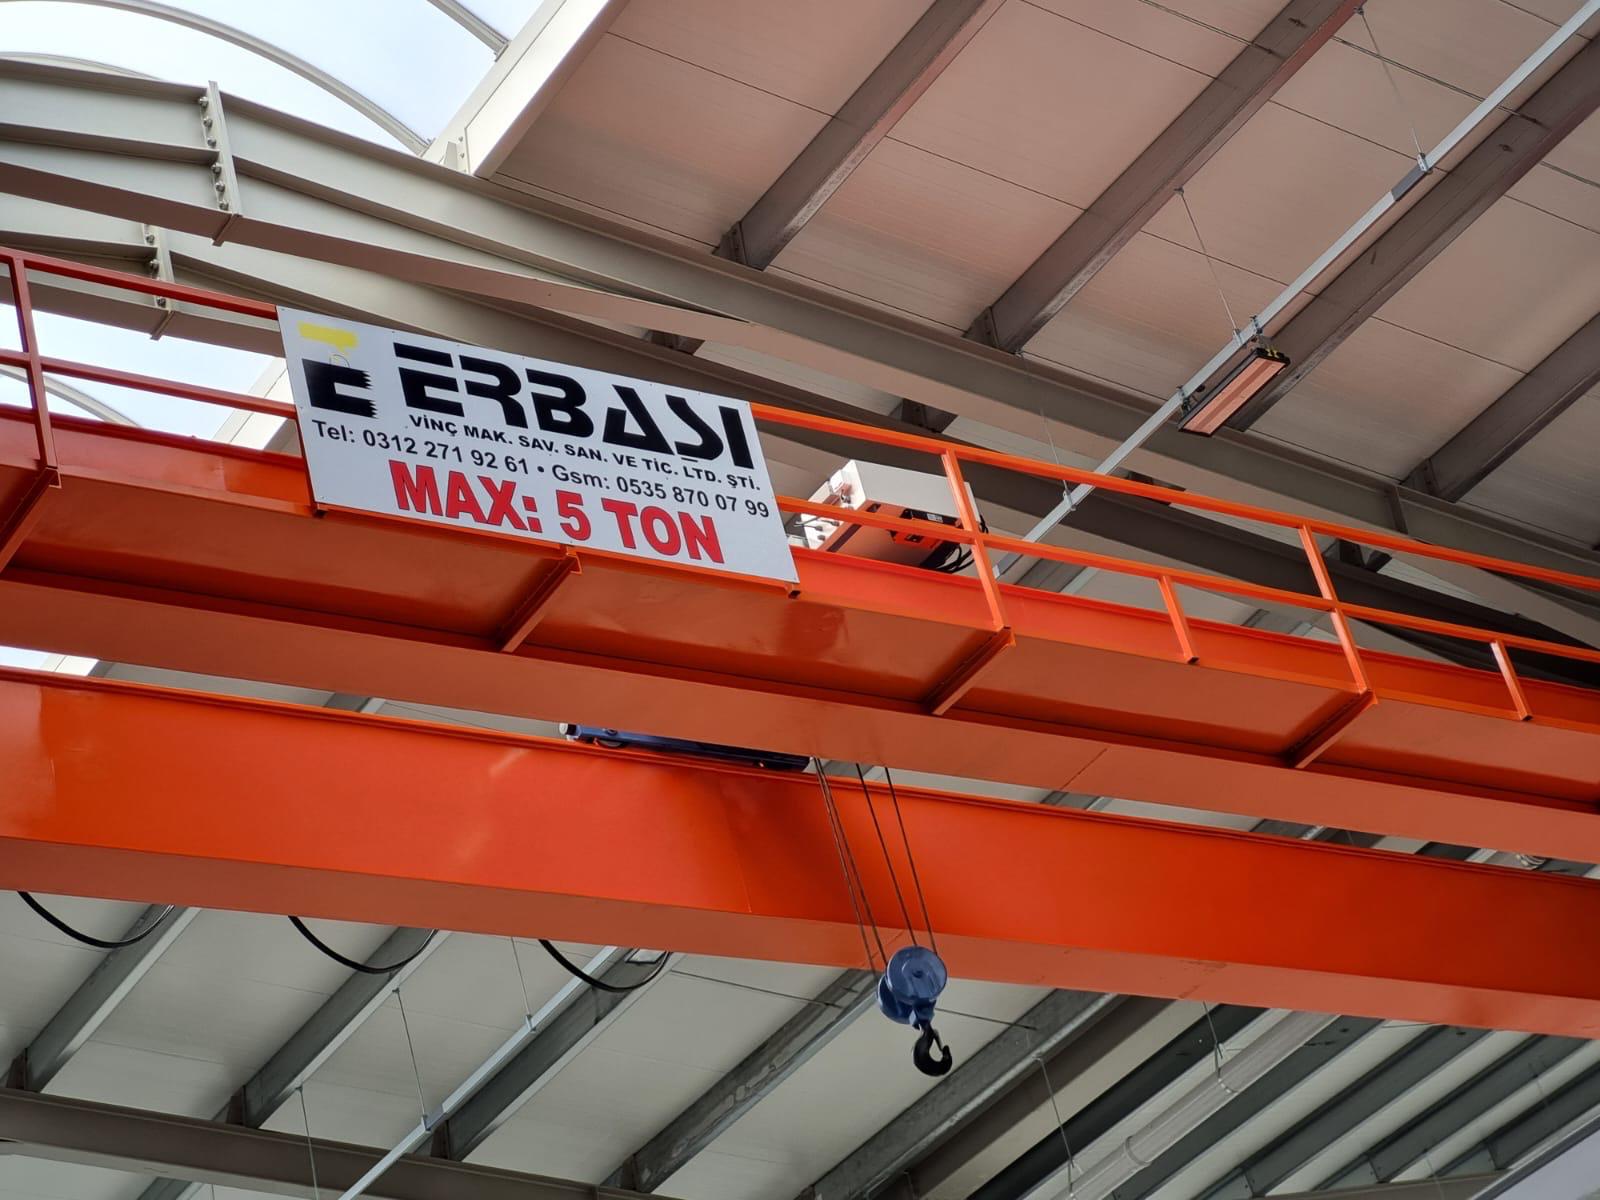 ERBAŞI
VİNÇ MAK. SAV. SAN. VE TİC. LTD. ŞTİ.
Tel: 0312 271 92 61 • Gsm: 0535 870 07 99
MAX: 5 TON